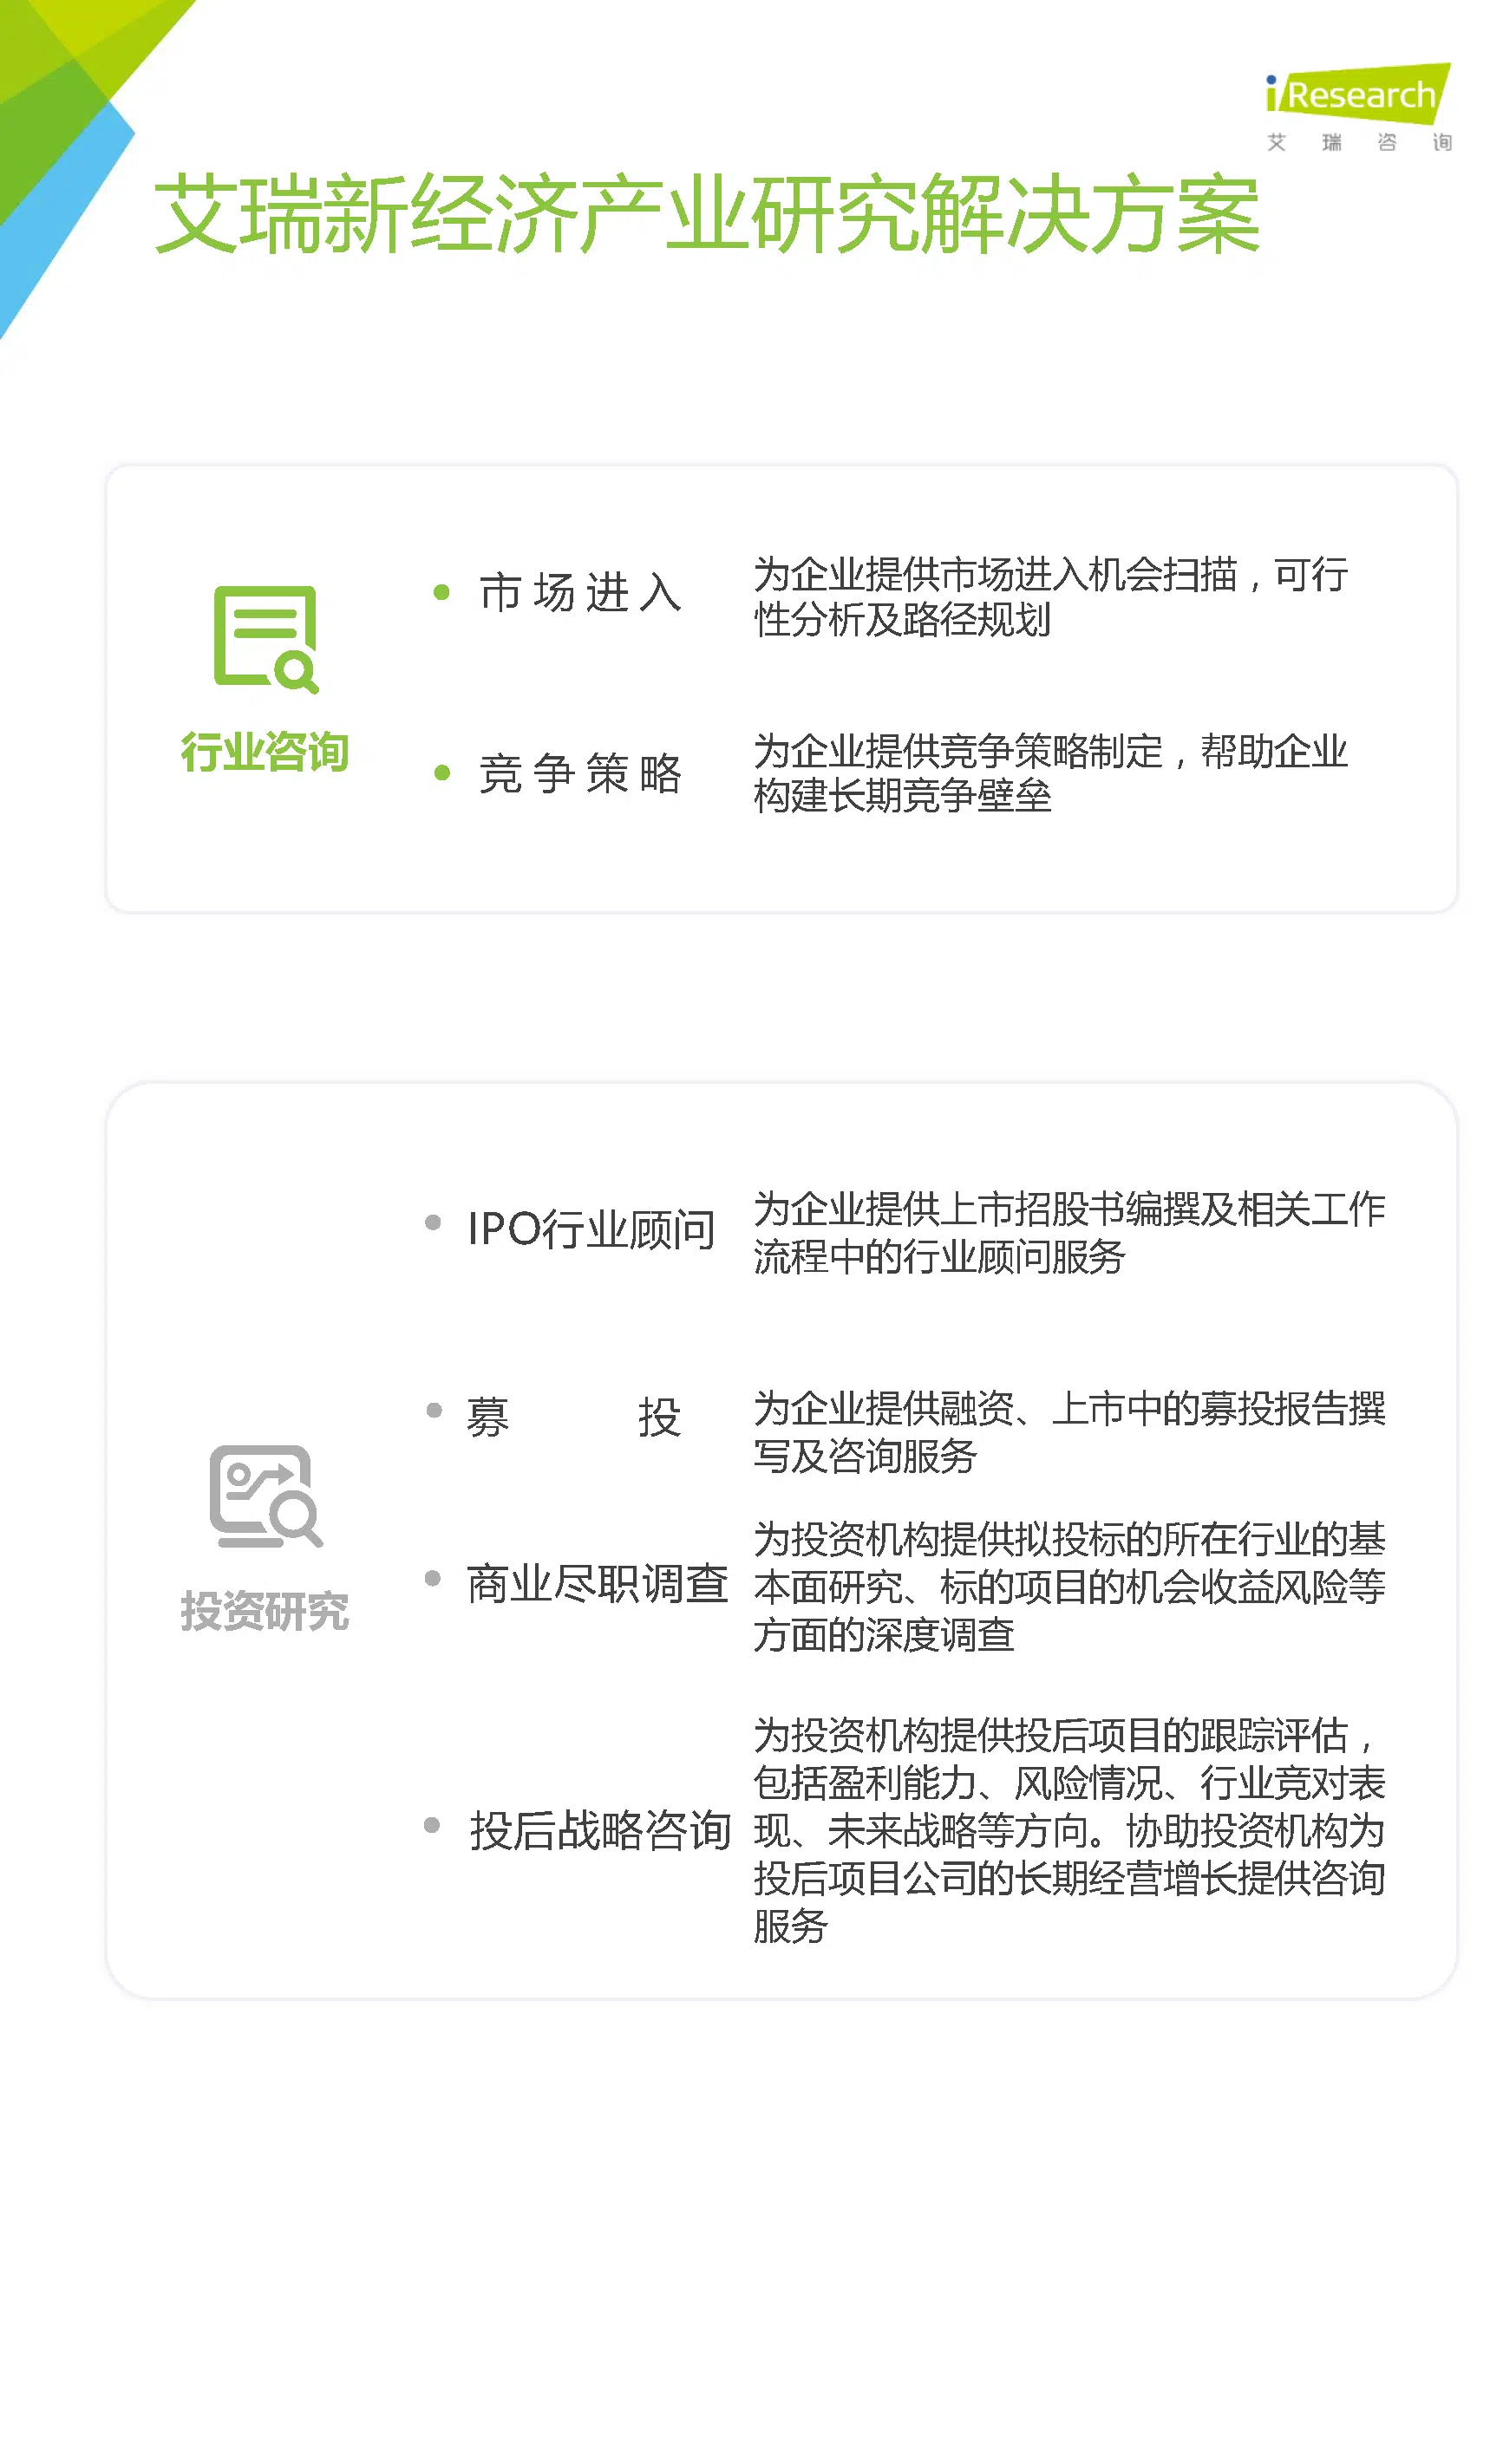 iResearch
艾瑞咨询
艾瑞新经济产业研究解决方案
行业咨询
市场进入
为企业提供市场进入机会扫描，可行
性分析及路径规划
竞争策略
为企业提供竞争策略制定，帮助企业
构建长期竞争壁垒
投资研究
IPO行业顾问
为企业提供上市招股书编撰及相关工作
流程中的行业顾问服务
募投
为企业提供融资、上市中的募投报告撰
写及咨询服务
商业尽职调查
为投资机构提供拟投标的所在行业的基
本面研究、标的项目的机会收益风险等
方面的深度调查
投后战略咨询
为投资机构提供投后项目的跟踪评估，
包括盈利能力、风险情况、行业竞对表
现、未来战略等方向。协助投资机构为
投后项目公司的长期经营增长提供咨询
服务